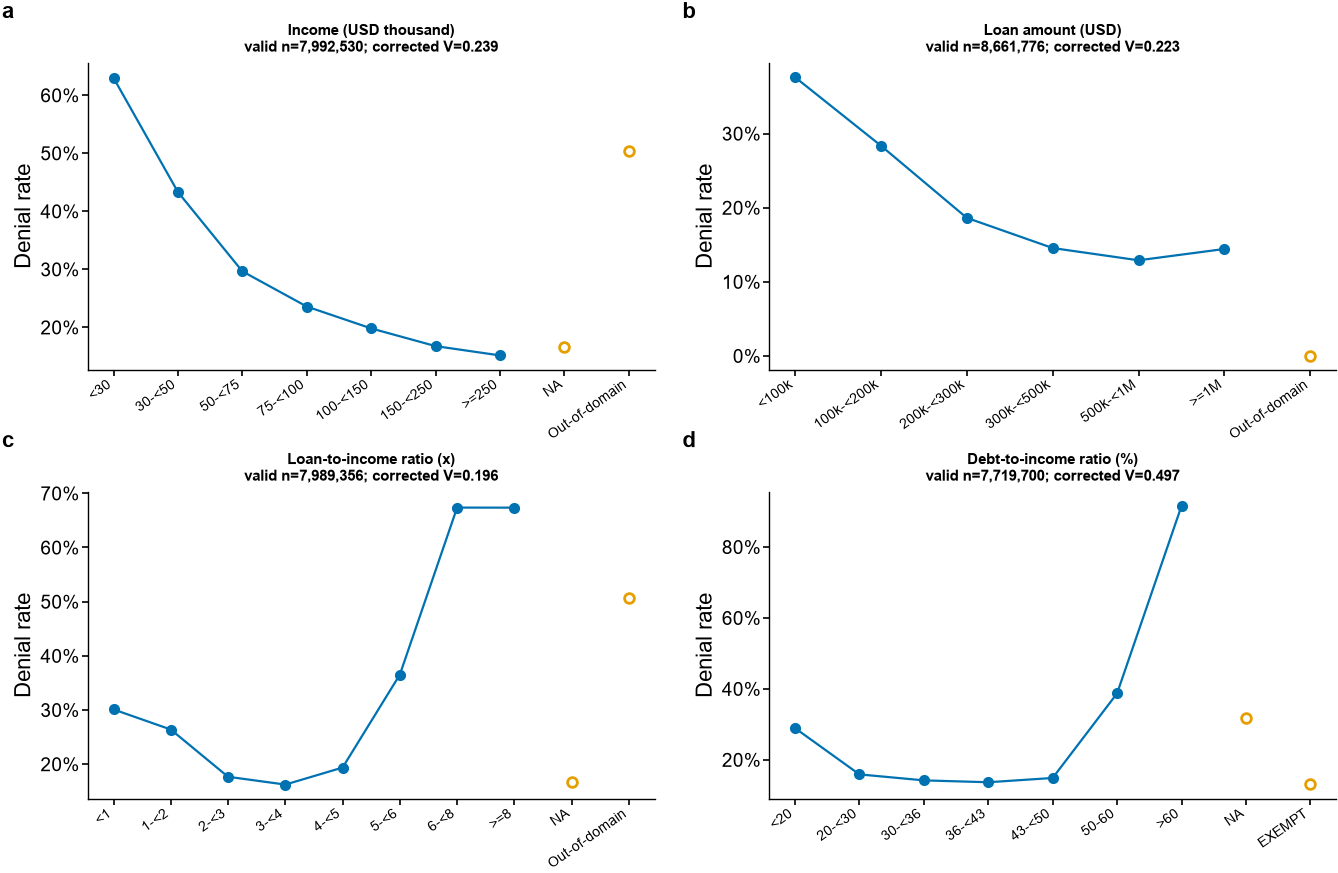 a
Income (USD thousand)
valid n=7,992,530; corrected V=0.239
Denial rate
60%
50%
40%
30%
20%
<30
30-<50
50-<75
75-<100
100-<150
150-<250
>=250
NA
Out-of-domain
b
Loan amount (USD)
valid n=8,661,776; corrected V=0.223
Denial rate
30%
20%
10%
0%
<100k
100k-<200k
200k-<300k
300k-<500k
500k-<1M
>=1M
Out-of-domain
c
Loan-to-income ratio (x)
valid n=7,989,356; corrected V=0.196
Denial rate
70%
60%
50%
40%
30%
20%
<1
1-<2
2-<3
3-<4
4-<5
5-<6
6-<8
>=8
NA
Out-of-domain
d
Debt-to-income ratio (%)
valid n=7,719,700; corrected V=0.497
Denial rate
80%
60%
40%
20%
<20
20-<30
30-<36
36-<43
43-<50
50-60
>60
NA
EXEMPT